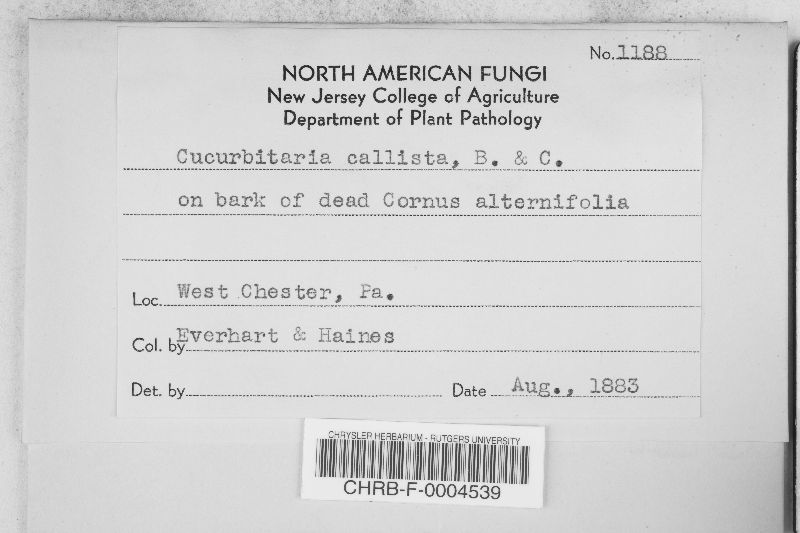 No. 1188
NORTH AMERICAN FUNGI
New Jersey College of Agriculture
Department of Plant Pathology
Cucurbitaria callista, B. & C.
on bark of dead Cornus alternifolia
Loc. West Chester, Pa.
Col. by Everhart & Haines
Det. by Date Aug., 1883
CHRYSLER HERBARIUM - RUTGERS UNIVERSITY
CHRB-F-0004539